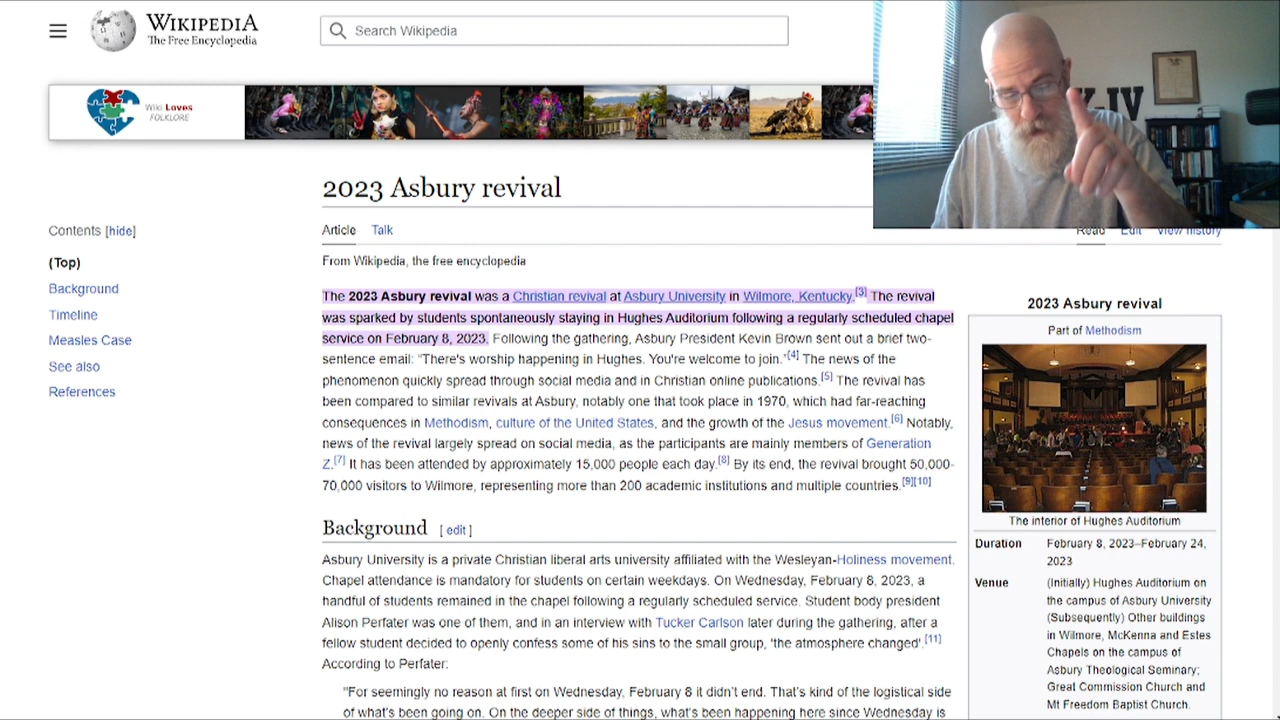 WIKIPEDIA
The Free Encyclopedia
Search Wikipedia
Wiki Loves
FOLKLORE
IV
2023 Asbury revival
Contents [hide]
Article Talk
Read Edit View history
(Top)
From Wikipedia, the free encyclopedia
Background
Timeline
Measles Case
See also
References
The 2023 Asbury revival was a Christian revival at Asbury University in Wilmore, Kentucky.[3] The revival
was sparked by students spontaneously staying in Hughes Auditorium following a regularly scheduled chapel
service on February 8, 2023. Following the gathering, Asbury President Kevin Brown sent out a brief two-
sentence email: "There's worship happening in Hughes. You're welcome to join."[4] The news of the
phenomenon quickly spread through social media and in Christian online publications.[5] The revival has
been compared to similar revivals at Asbury, notably one that took place in 1970, which had far-reaching
consequences in Methodism, culture of the United States, and the growth of the Jesus movement.[6] Notably,
news of the revival largely spread on social media, as the participants are mainly members of Generation
Z.[7] It has been attended by approximately 15,000 people each day.[8] By its end, the revival brought 50,000-
70,000 visitors to Wilmore, representing more than 200 academic institutions and multiple countries.[9][10]
Background [ edit ]
Asbury University is a private Christian liberal arts university affiliated with the Wesleyan-Holiness movement.
Chapel attendance is mandatory for students on certain weekdays. On Wednesday, February 8, 2023, a
handful of students remained in the chapel following a regularly scheduled service. Student body president
Alison Perfater was one of them, and in an interview with Tucker Carlson later during the gathering, after a
fellow student decided to openly confess some of his sins to the small group, 'the atmosphere changed'.[11]
According to Perfater:
"For seemingly no reason at first on Wednesday, February 8 it didn't end. That's kind of the logistical side
of what's been going on. On the deeper side of things, what's been happening here since Wednesday is
2023 Asbury revival
Part of Methodism
The interior of Hughes Auditorium
Duration February 8, 2023–February 24,
2023
Venue (Initially) Hughes Auditorium on
the campus of Asbury University
(Subsequently) Other buildings
in Wilmore, McKenna and Estes
Chapels on the campus of
Asbury Theological Seminary;
Great Commission Church and
Mt Freedom Baptist Church.